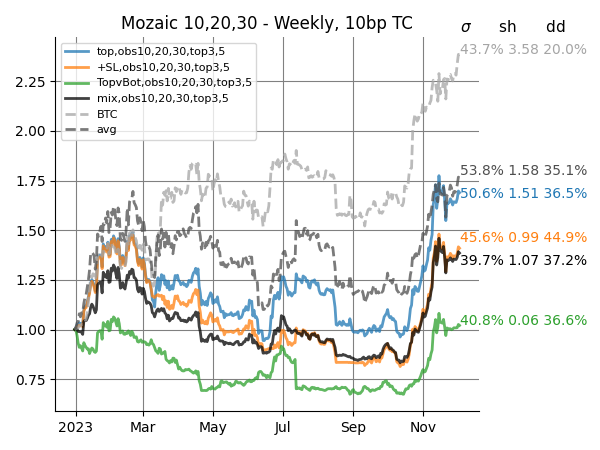 Mozaic 10,20,30 - Weekly, 10bp TC
σ sh dd
top,obs10,20,30,top3,5
+SL,obs10,20,30,top3,5
TopvBot,obs10,20,30,top3,5
mix,obs10,20,30,top3,5
BTC
avg
43.7% 3.58 20.0%
53.8% 1.58 35.1%
50.6% 1.51 36.5%
45.6% 0.99 44.9%
39.7% 1.07 37.2%
40.8% 0.06 36.6%
2.25
2.00
1.75
1.50
1.25
1.00
0.75
2023 Mar May Jul Sep Nov